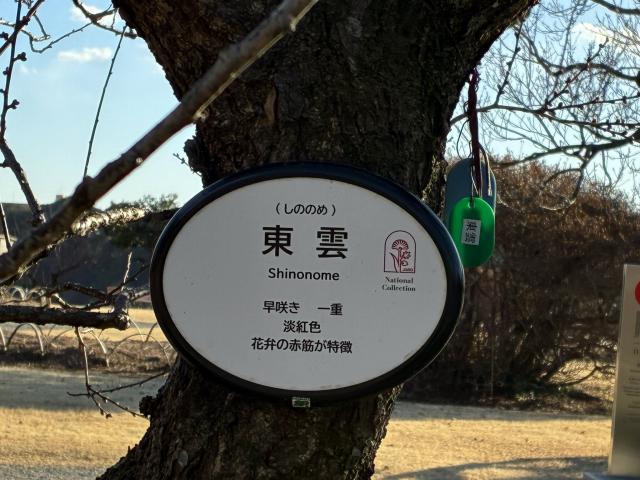 (しののめ)
東雲
Shinonome
早咲き 一重
淡紅色
花弁の赤筋が特徴
National
Collection